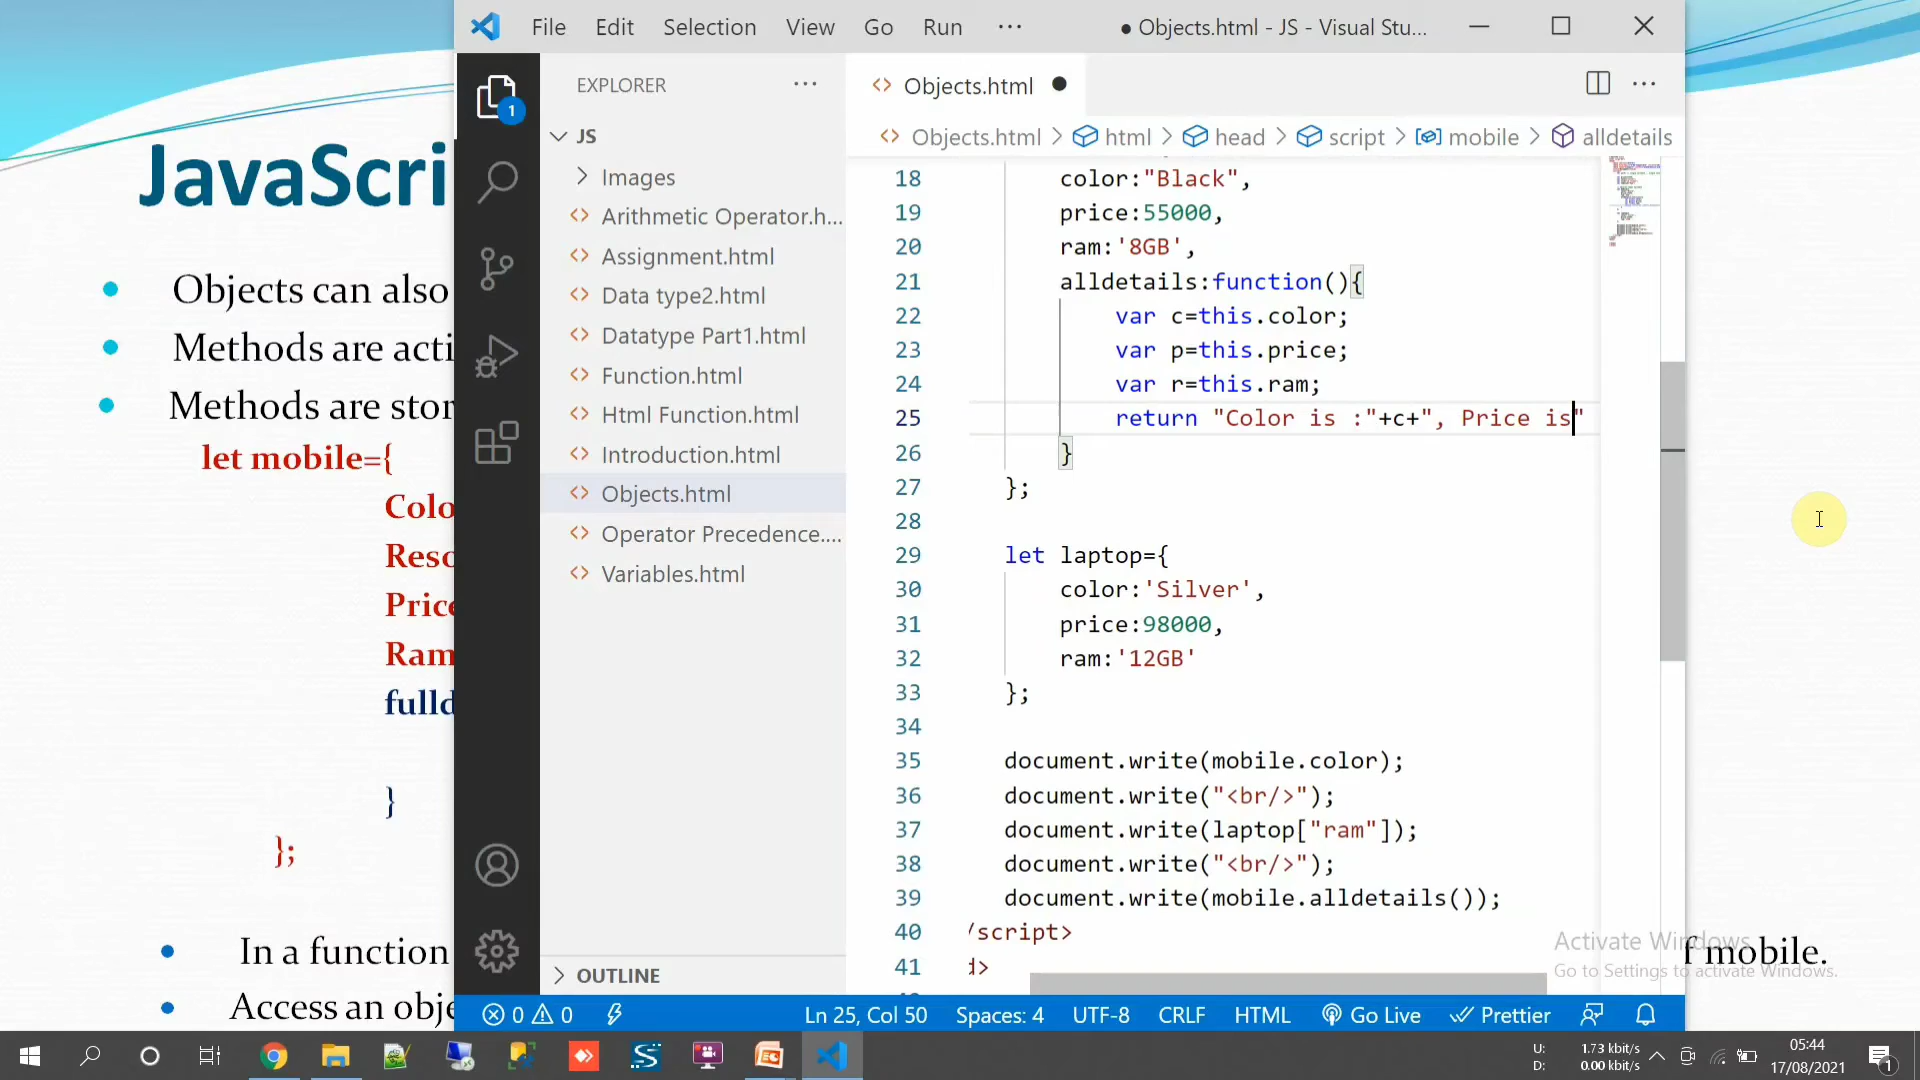 File Edit Selection View Go Run ··· ● Objects.html - JS - Visual Stu...
EXPLORER ···
Objects.html ●
JS
Objects.html > html > head > script > mobile > alldetails
Images
Arithmetic Operator.h...
Assignment.html
Data type2.html
Datatype Part1.html
Function.html
Html Function.html
Introduction.html
Objects.html
Operator Precedence....
Variables.html
OUTLINE
18 color:"Black",
19 price:55000,
20 ram:'8GB',
21 alldetails:function(){
22 var c=this.color;
23 var p=this.price;
24 var r=this.ram;
25 return "Color is :"+c+", Price is"
26 }
27 };
28
29 let laptop={
30 color:'Silver',
31 price:98000,
32 ram:'12GB'
33 };
34
35 document.write(mobile.color);
36 document.write("<br/>");
37 document.write(laptop["ram"]);
38 document.write("<br/>");
39 document.write(mobile.alldetails());
40 /script>
41 d>
1
JavaScri
Objects can also
Methods are acti
Methods are stor
let mobile={
Colo
Reso
Price
Ram
fulld
}
};
In a function
f mobile.
Access an obje
Activate Windows
Go to Settings to activate Windows.
0 0 Ln 25, Col 50 Spaces: 4 UTF-8 CRLF HTML Go Live Prettier
U: 1.73 kbit/s
D: 0.00 kbit/s
05:44
17/08/2021
1